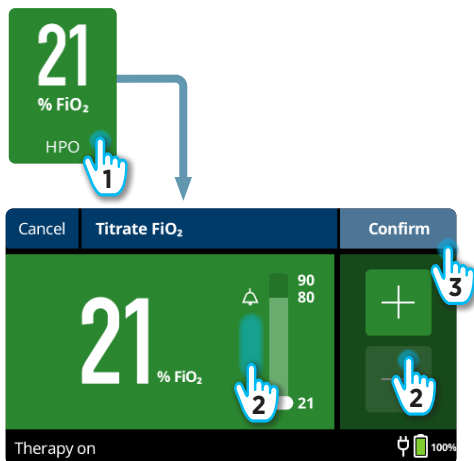 21
% FiO₂
HPO
1
Cancel Titrate FiO₂ Confirm
3
90
80
21 % FiO₂
2
2
21
Therapy on 100%